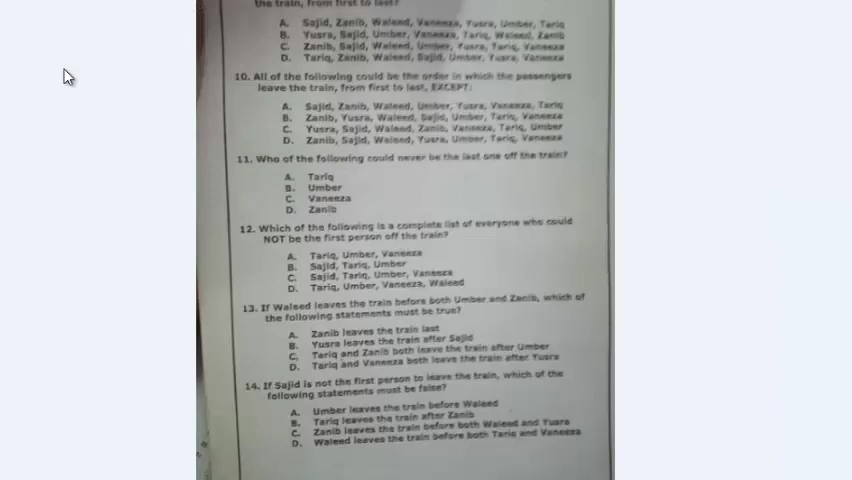 the train, from first to last?
A. Sajid, Zanib, Waleed, Vaneeza, Yusra, Umber, Tariq
B. Yusra, Sajid, Umber, Vaneeza, Tariq, Waleed, Zanib
C. Zanib, Sajid, Waleed, Umber, Yusra, Tariq, Vaneeza
D. Tariq, Zanib, Waleed, Sajid, Umber, Yusra, Vaneeza
10. All of the following could be the order in which the passengers
leave the train, from first to last, EXCEPT:
A. Sajid, Zanib, Waleed, Umber, Yusra, Vaneeza, Tariq
B. Zanib, Yusra, Waleed, Sajid, Umber, Tariq, Vaneeza
C. Yusra, Sajid, Waleed, Zanib, Vaneeza, Tariq, Umber
D. Zanib, Sajid, Waleed, Yusra, Umber, Tariq, Vaneeza
11. Who of the following could never be the last one off the train?
A. Tariq
B. Umber
C. Vaneeza
D. Zanib
12. Which of the following is a complete list of everyone who could
NOT be the first person off the train?
A. Tariq, Umber, Vaneeza
B. Sajid, Tariq, Umber
C. Sajid, Tariq, Umber, Vaneeza
D. Tariq, Umber, Vaneeza, Waleed
13. If Waleed leaves the train before both Umber and Zanib, which of
the following statements must be true?
A. Zanib leaves the train last
B. Yusra leaves the train after Sajid
C. Tariq and Zanib both leave the train after Umber
D. Tariq and Vaneeza both leave the train after Yusra
14. If Sajid is not the first person to leave the train, which of the
following statements must be false?
A. Umber leaves the train before Waleed
B. Tariq leaves the train after Zanib
C. Zanib leaves the train before both Waleed and Yusra
D. Waleed leaves the train before both Tariq and Vaneeza